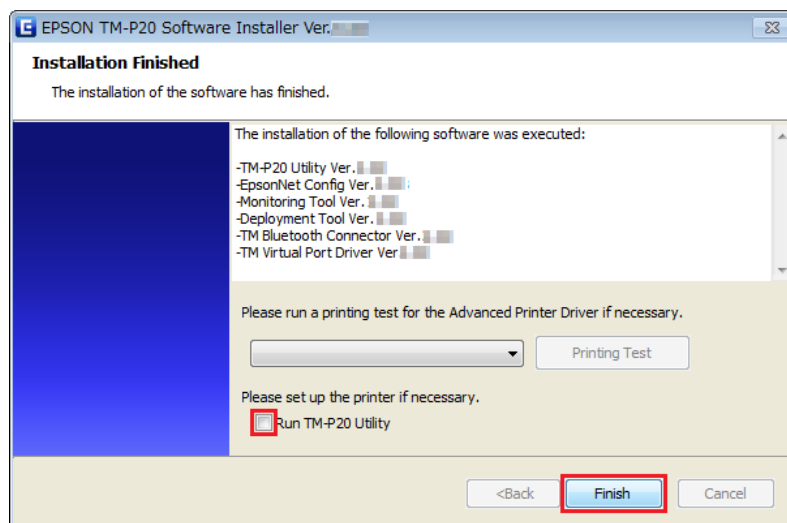 EPSON TM-P20 Software Installer Ver.
Installation Finished
The installation of the software has finished.
The installation of the following software was executed:
-TM-P20 Utility Ver.
-EpsonNet Config Ver.
-Monitoring Tool Ver.
-Deployment Tool Ver.
-TM Bluetooth Connector Ver.
-TM Virtual Port Driver Ver
Please run a printing test for the Advanced Printer Driver if necessary.
Printing Test
Please set up the printer if necessary.
Run TM-P20 Utility
<Back Finish Cancel